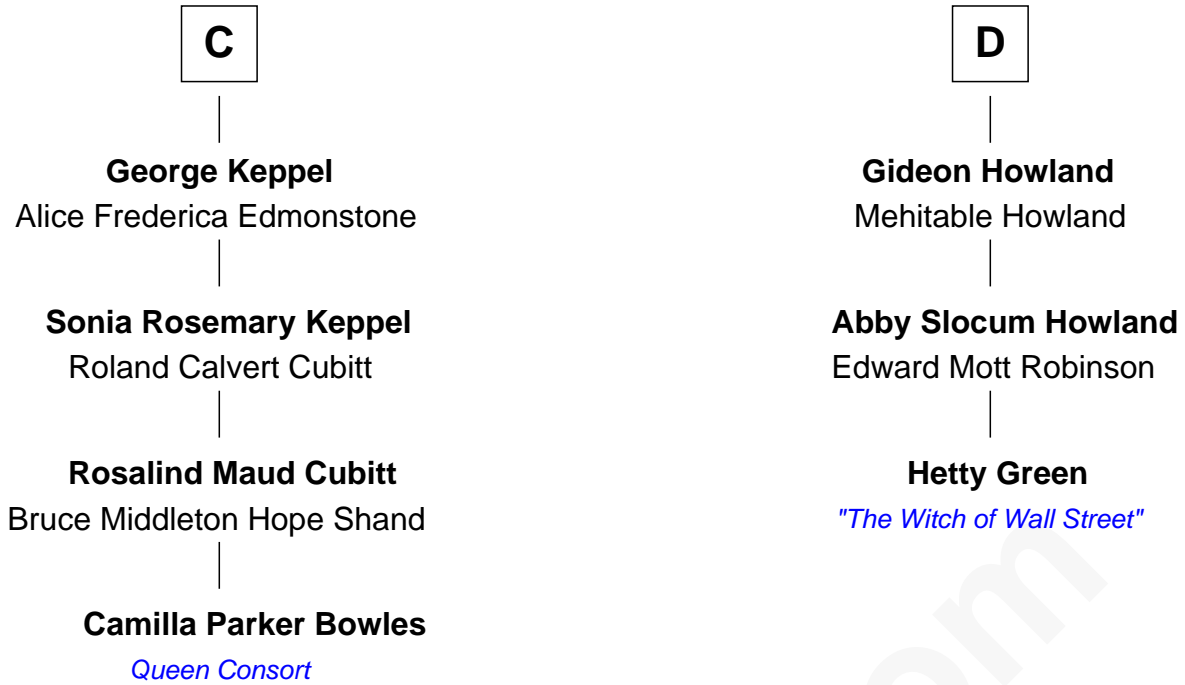 C
George Keppel
Alice Frederica Edmonstone
Sonia Rosemary Keppel
Roland Calvert Cubitt
Rosalind Maud Cubitt
Bruce Middleton Hope Shand
Camilla Parker Bowles
Queen Consort
D
Gideon Howland
Mehitable Howland
Abby Slocum Howland
Edward Mott Robinson
Hetty Green
"The Witch of Wall Street"
om